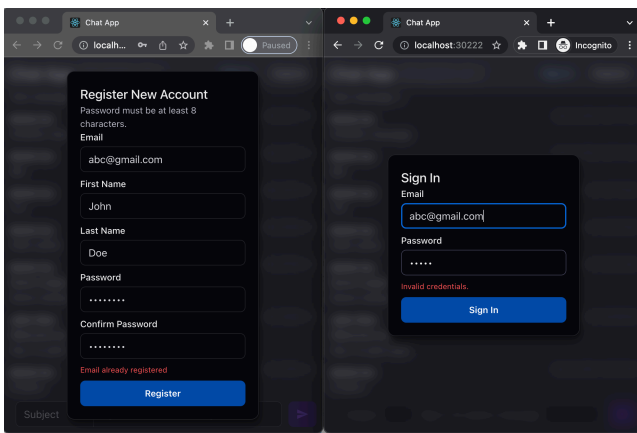 Chat App
localh...
Paused
Register New Account
Password must be at least 8
characters.
Email
abc@gmail.com
First Name
John
Last Name
Doe
Password
Confirm Password
Email already registered
Register
Subject
Chat App
localhost:30222
Incognito
Sign In
Email
abc@gmail.com
Password
Invalid credentials.
Sign In